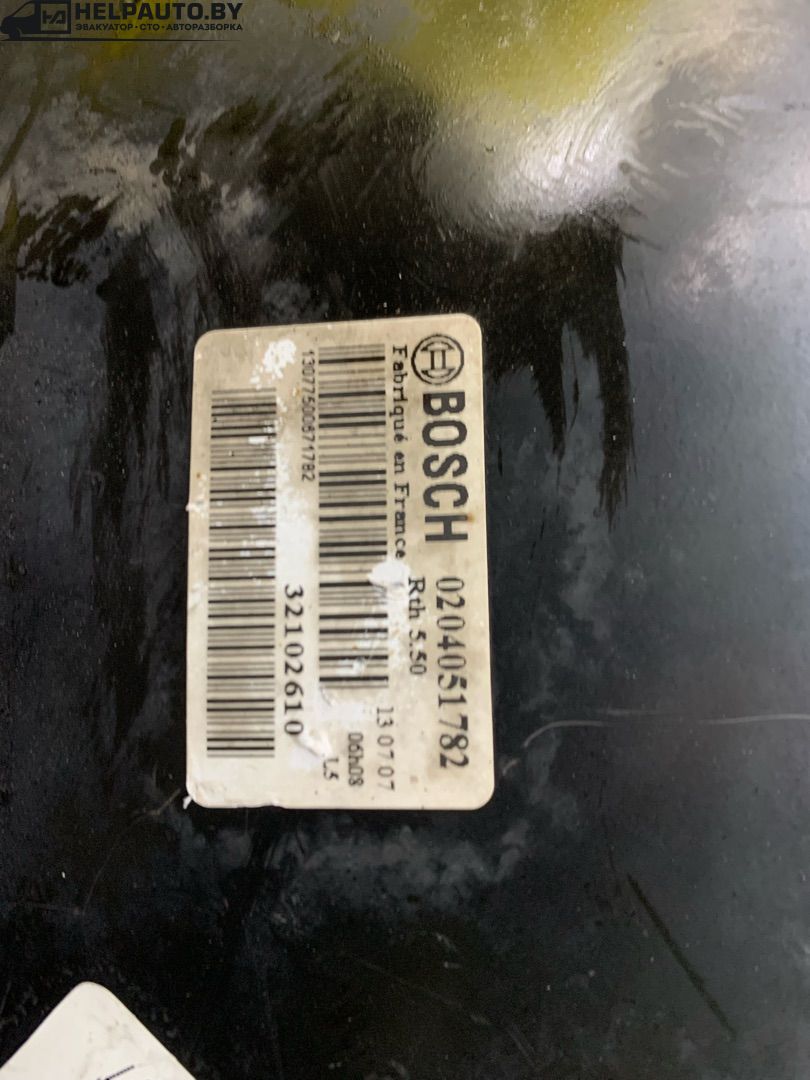 HELPAUTO.BY
ЭВАКУАТОР · СТО · АВТОРАЗБОРКА
BOSCH 0204051782
Fabriqué en France Rth 5.50
13 07 07
06h08
L5
13077500671782
32102610